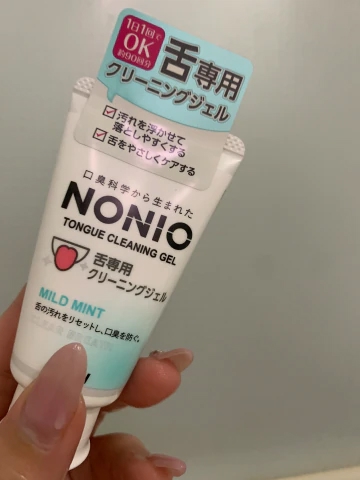 1日1回で
OK
約90回分
舌専用
クリーニングジェル
汚れを浮かせて
落としやすくする
舌をやさしくケアする
口臭科学から生まれた
NONIO
TONGUE CLEANING GEL
舌専用
クリーニングジェル
MILD MINT
舌の汚れをリセットし、口臭を防ぐ。